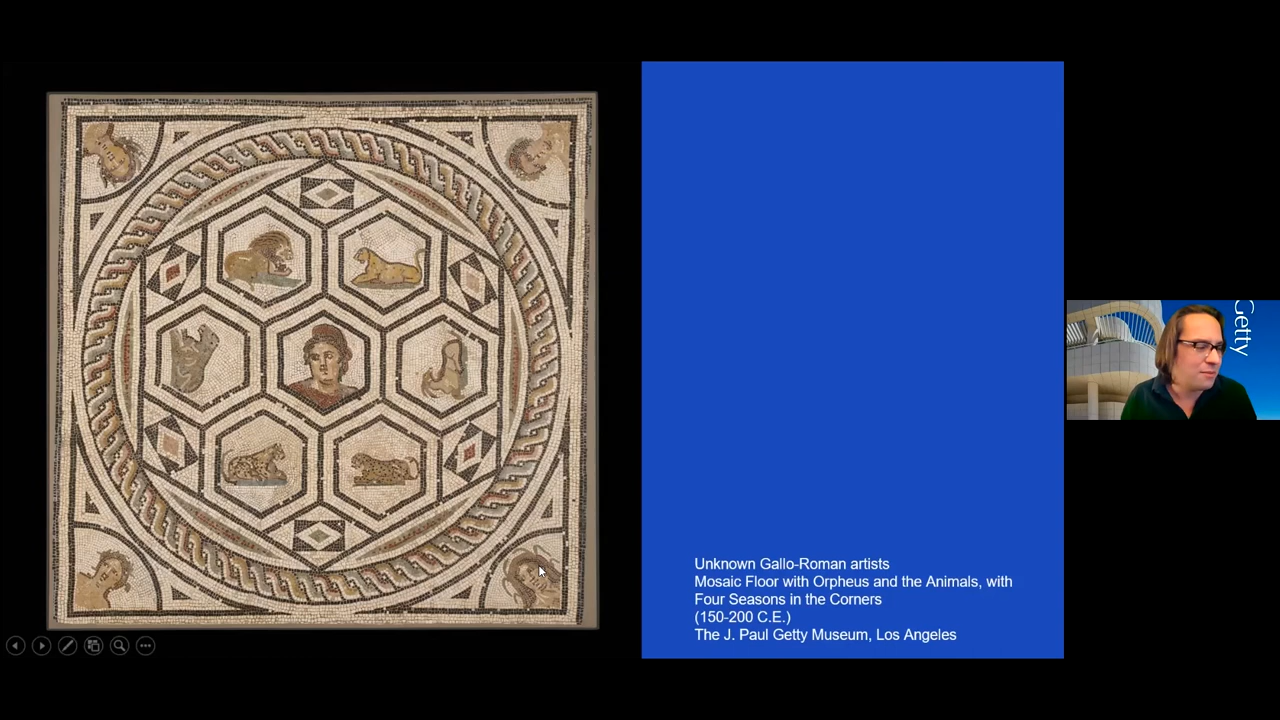 Unknown Gallo-Roman artists
Mosaic Floor with Orpheus and the Animals, with
Four Seasons in the Corners
(150-200 C.E.)
The J. Paul Getty Museum, Los Angeles
Getty